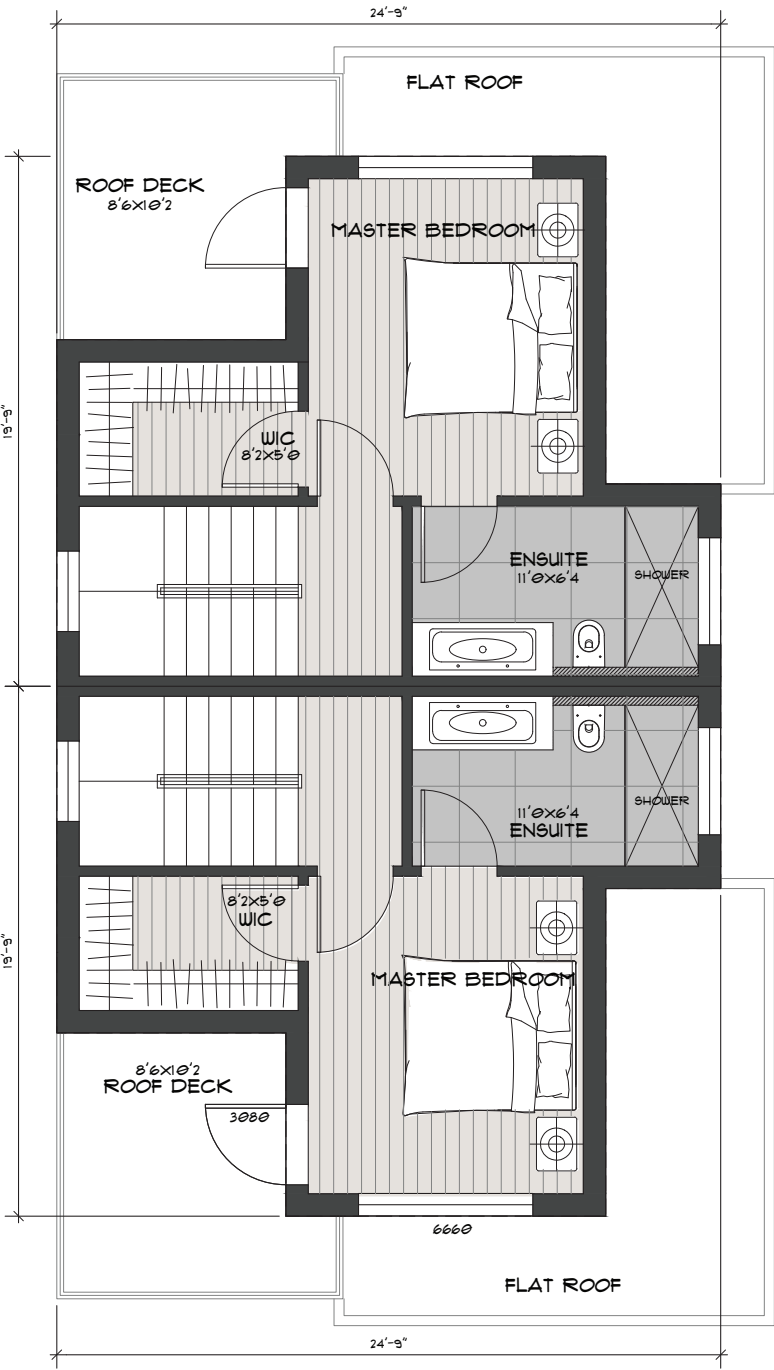 24'-9"
FLAT ROOF
ROOF DECK
8'6X10'2
MASTER BEDROOM
19'-9"
WIC
8'2X5'0
ENSUITE
11'0X6'4
SHOWER
11'0X6'4
ENSUITE
SHOWER
8'2X5'0
WIC
19'-9"
MASTER BEDROOM
8'6X10'2
ROOF DECK
3080
6660
FLAT ROOF
24'-9"